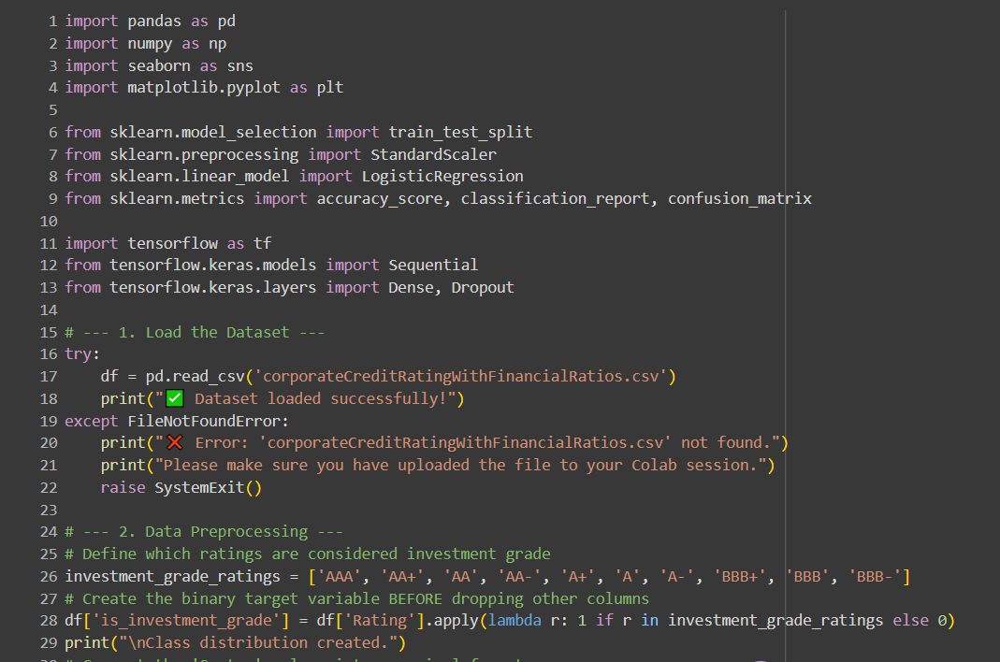 1 import pandas as pd
2 import numpy as np
3 import seaborn as sns
4 import matplotlib.pyplot as plt
5
6 from sklearn.model_selection import train_test_split
7 from sklearn.preprocessing import StandardScaler
8 from sklearn.linear_model import LogisticRegression
9 from sklearn.metrics import accuracy_score, classification_report, confusion_matrix
10
11 import tensorflow as tf
12 from tensorflow.keras.models import Sequential
13 from tensorflow.keras.layers import Dense, Dropout
14
15 # --- 1. Load the Dataset ---
16 try:
17     df = pd.read_csv('corporateCreditRatingWithFinancialRatios.csv')
18     print("✅ Dataset loaded successfully!")
19 except FileNotFoundError:
20     print("❌ Error: 'corporateCreditRatingWithFinancialRatios.csv' not found.")
21     print("Please make sure you have uploaded the file to your Colab session.")
22     raise SystemExit()
23
24 # --- 2. Data Preprocessing ---
25 # Define which ratings are considered investment grade
26 investment_grade_ratings = ['AAA', 'AA+', 'AA', 'AA-', 'A+', 'A', 'A-', 'BBB+', 'BBB', 'BBB-']
27 # Create the binary target variable BEFORE dropping other columns
28 df['is_investment_grade'] = df['Rating'].apply(lambda r: 1 if r in investment_grade_ratings else 0)
29 print("\nClass distribution created.")